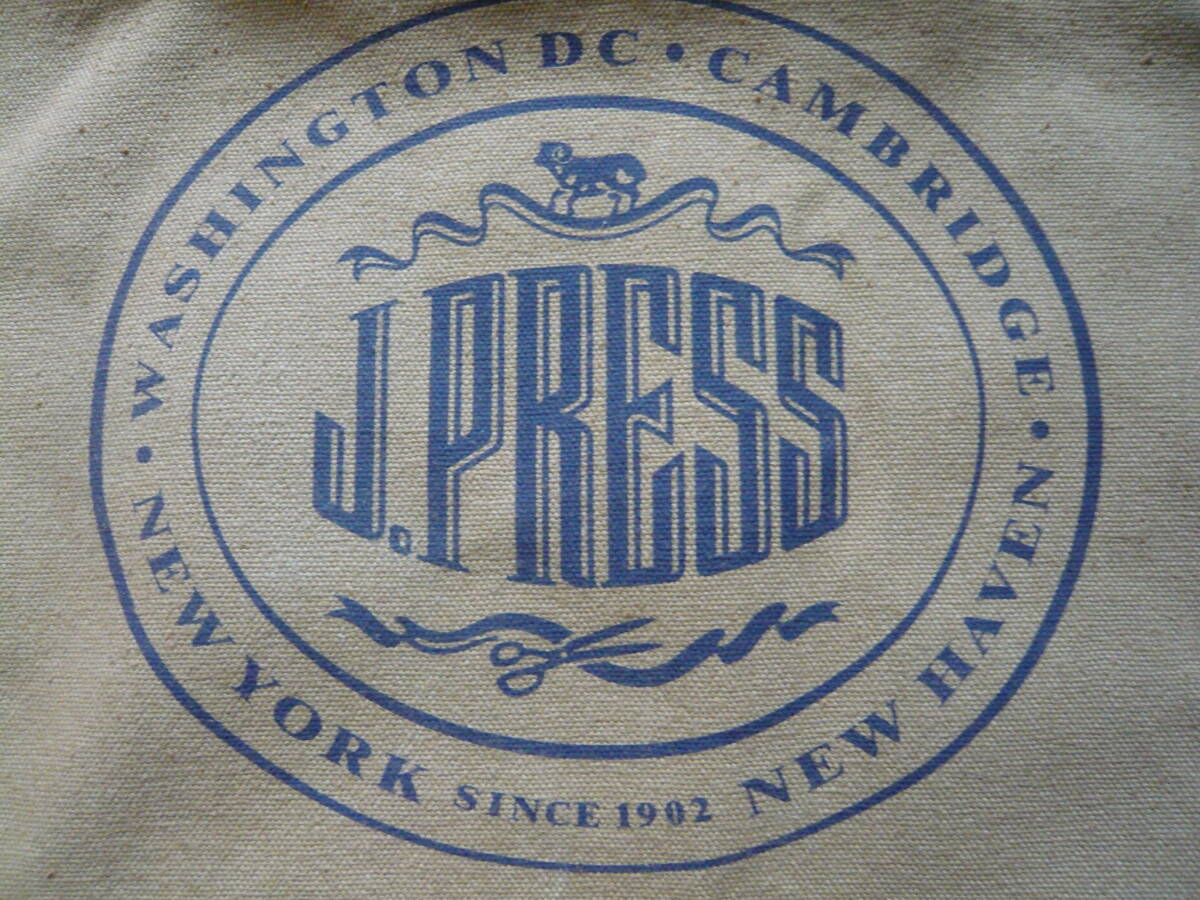 WASHINGTON DC • CAMBRIDGE •
J.PRESS
• NEW YORK SINCE 1902 NEW HAVEN